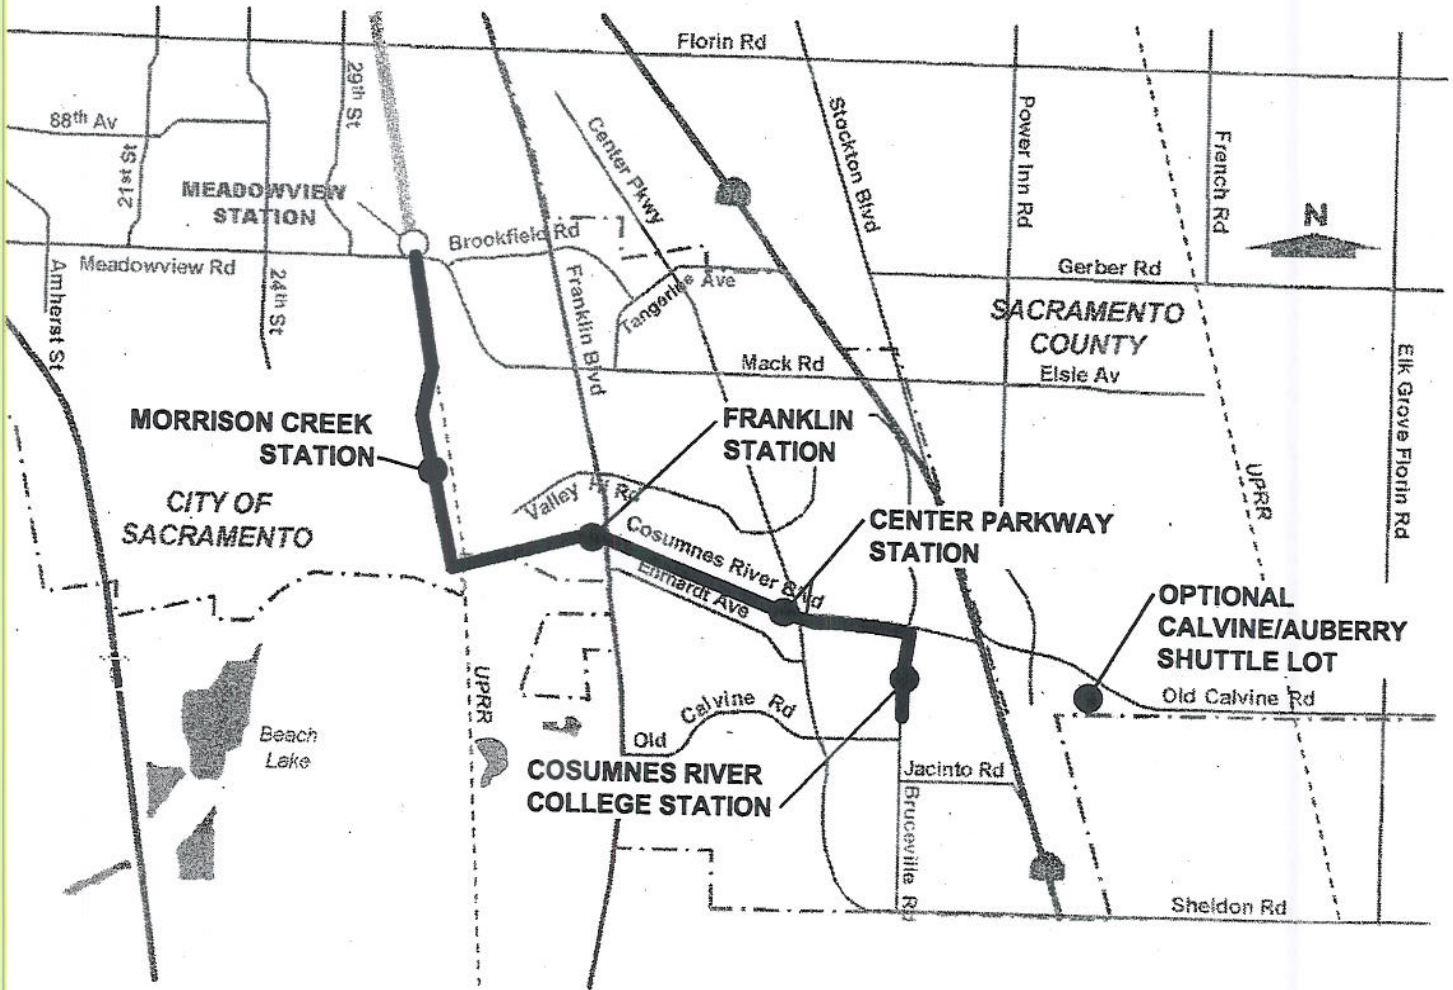 Florin Rd
29th St
88th Av
21st St
Center Pkwy
Stockton Blvd
Power Inn Rd
French Rd
MEADOWVIEW
STATION
N
Brookfield Rd
Meadowview Rd
Amherst St
24th St
Franklin Blvd
Tangerine Ave
Gerber Rd
SACRAMENTO
COUNTY
Mack Rd
Elsie Av
Elk Grove Florin Rd
MORRISON CREEK
STATION
FRANKLIN
STATION
CITY OF
SACRAMENTO
Valley Hi Rd
UPRR
Cosumnes River Blvd
CENTER PARKWAY
STATION
Ehrhardt Ave
OPTIONAL
CALVINE/AUBERRY
SHUTTLE LOT
UPRR
Old Calvine Rd
Old Calvine Rd
Beach
Lake
COSUMNES RIVER
COLLEGE STATION
Jacinto Rd
Bruceville Rd
Sheldon Rd